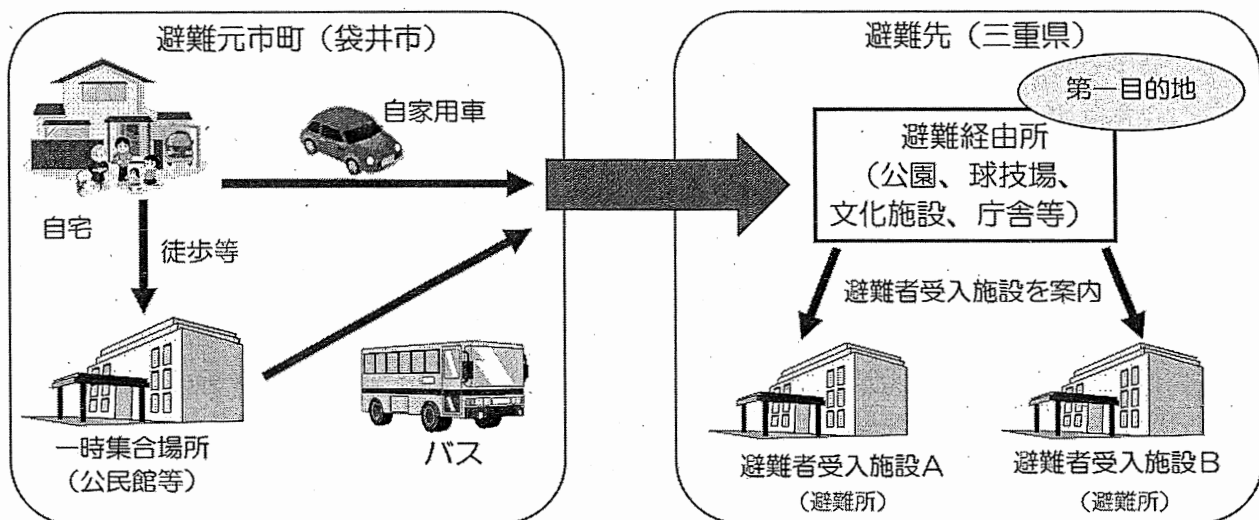 避難元市町（袋井市）
自家用車
自宅
徒歩等
一時集合場所
（公民館等）
バス
避難先（三重県）
第一目的地
避難経由所
（公園、球技場、
文化施設、庁舎等）
避難者受入施設を案内
避難者受入施設A
（避難所）
避難者受入施設B
（避難所）